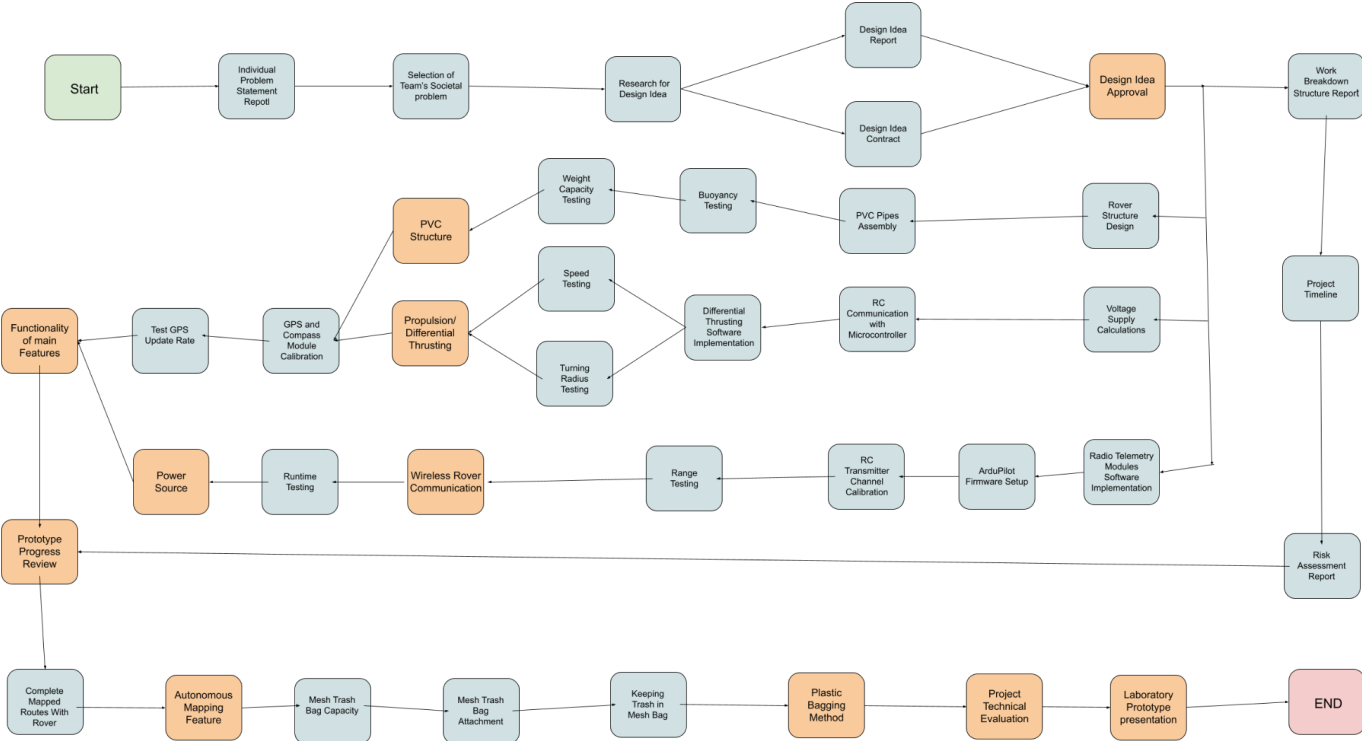 Start
Individual
Problem
Statement
Repotl
Selection of
Team's Societal
problem
Research for
Design Idea
Design Idea
Report
Design Idea
Contract
Design Idea
Approval
Work
Breakdown
Structure Report
PVC
Structure
Weight
Capacity
Testing
Buoyancy
Testing
PVC Pipes
Assembly
Rover
Structure
Design
Project
Timeline
Functionality
of main
Features
Test GPS
Update Rate
GPS and
Compass
Module
Calibration
Propulsion/
Differential
Thrusting
Speed
Testing
Turning
Radius
Testing
Differential
Thrusting
Software
Implementation
RC
Communication
with
Microcontroller
Voltage
Supply
Calculations
Power
Source
Runtime
Testing
Wireless Rover
Communication
Range
Testing
RC
Transmitter
Channel
Calibration
ArduPilot
Firmware Setup
Radio Telemetry
Modules
Software
Implementation
Prototype
Progress
Review
Risk
Assessment
Report
Complete
Mapped
Routes With
Rover
Autonomous
Mapping
Feature
Mesh Trash
Bag Capacity
Mesh Trash
Bag
Attachment
Keeping
Trash in
Mesh Bag
Plastic
Bagging
Method
Project
Technical
Evaluation
Laboratory
Prototype
presentation
END